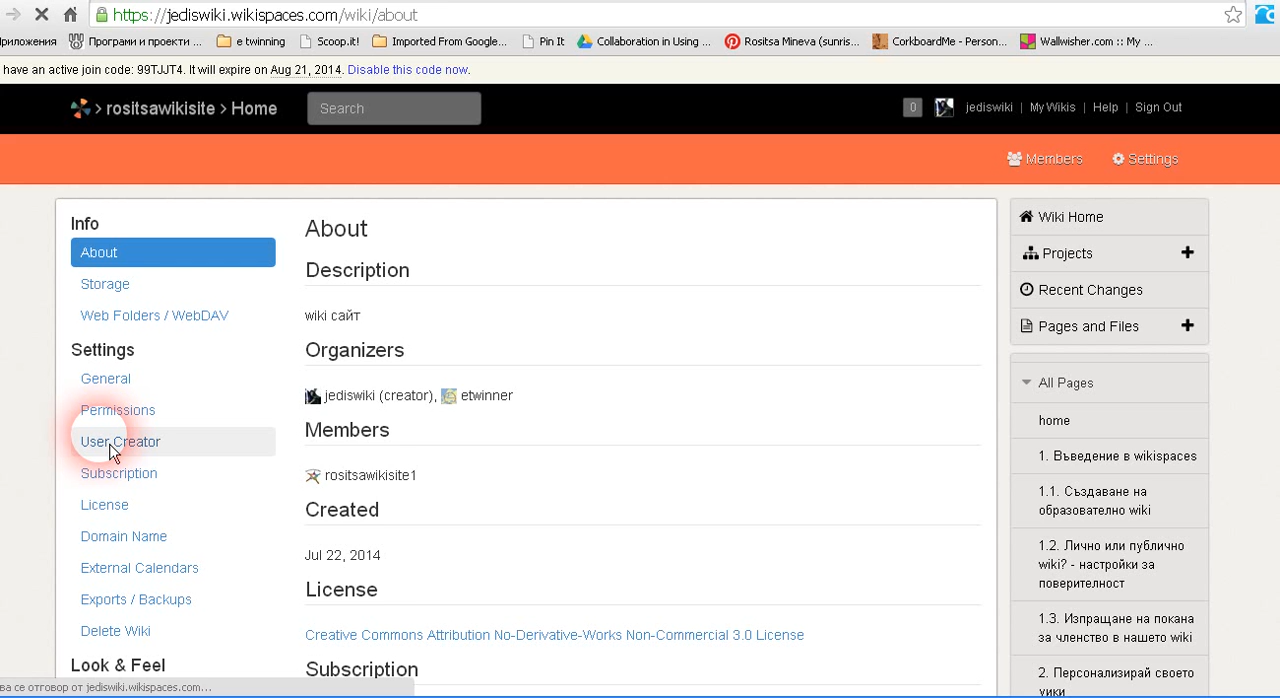 https://jediswiki.wikispaces.com/wiki/about
Приложения Програми и проекти ... e twinning Scoop.it! Imported From Google... Pin It Collaboration in Using ... Rositsa Mineva (sunris... CorkboardMe - Person... Wallwisher.com :: My ...
have an active join code: 99TJJT4. It will expire on Aug 21, 2014. Disable this code now.
> rositsawikisite > Home Search 0 jediswiki | My Wikis | Help | Sign Out
Members Settings
Info
About
Storage
Web Folders / WebDAV
Settings
General
Permissions
User Creator
Subscription
License
Domain Name
External Calendars
Exports / Backups
Delete Wiki
Look & Feel
About
Description
wiki сайт
Organizers
jediswiki (creator), etwinner
Members
rositsawikisite1
Created
Jul 22, 2014
License
Creative Commons Attribution No-Derivative-Works Non-Commercial 3.0 License
Subscription
Wiki Home
Projects +
Recent Changes
Pages and Files +
All Pages
home
1. Въведение в wikispaces
1.1. Създаване на
образователно wiki
1.2. Лично или публично
wiki? - настройки за
поверителност
1.3. Изпращане на покана
за членство в нашето wiki
2. Персонализирай своето
уики
ва се отговор от jediswiki.wikispaces.com...